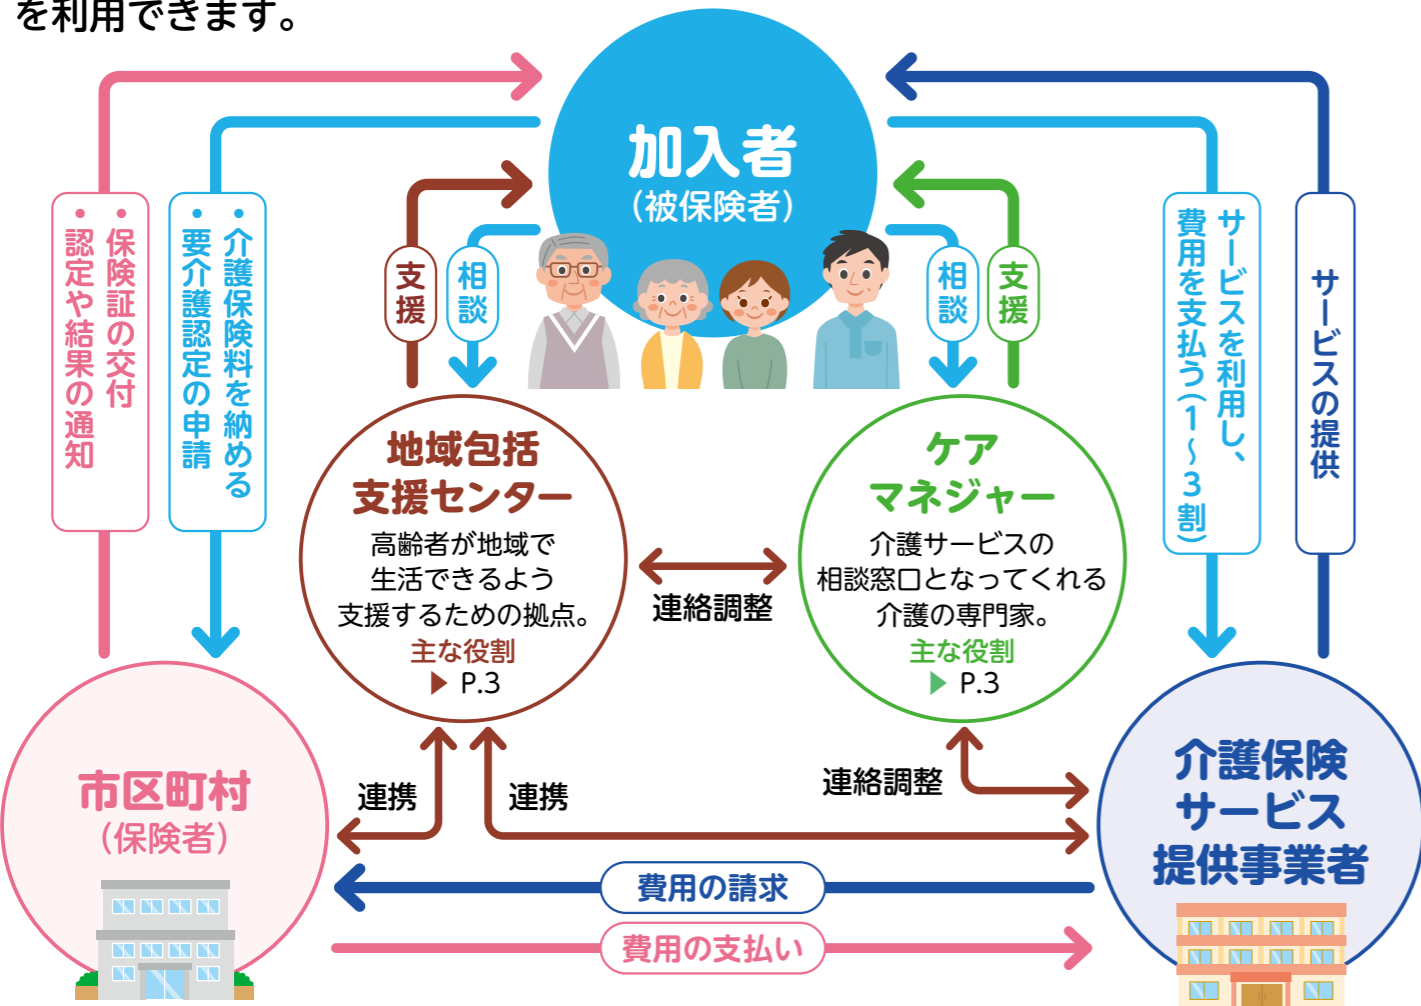 を利用できます。
加入者
（被保険者）
・保険証の交付
・認定や結果の通知
・介護保険料を納める
・要介護認定の申請
支援
相談
相談
支援
サービスを利用し、
費用を支払う（1～3割）
サービスの提供
地域包括
支援センター
高齢者が地域で
生活できるよう
支援するための拠点。
主な役割
▶ P.3
連絡調整
ケア
マネジャー
介護サービスの
相談窓口となってくれる
介護の専門家。
主な役割
▶ P.3
市区町村
（保険者）
連携
連携
連絡調整
介護保険
サービス
提供事業者
費用の請求
費用の支払い